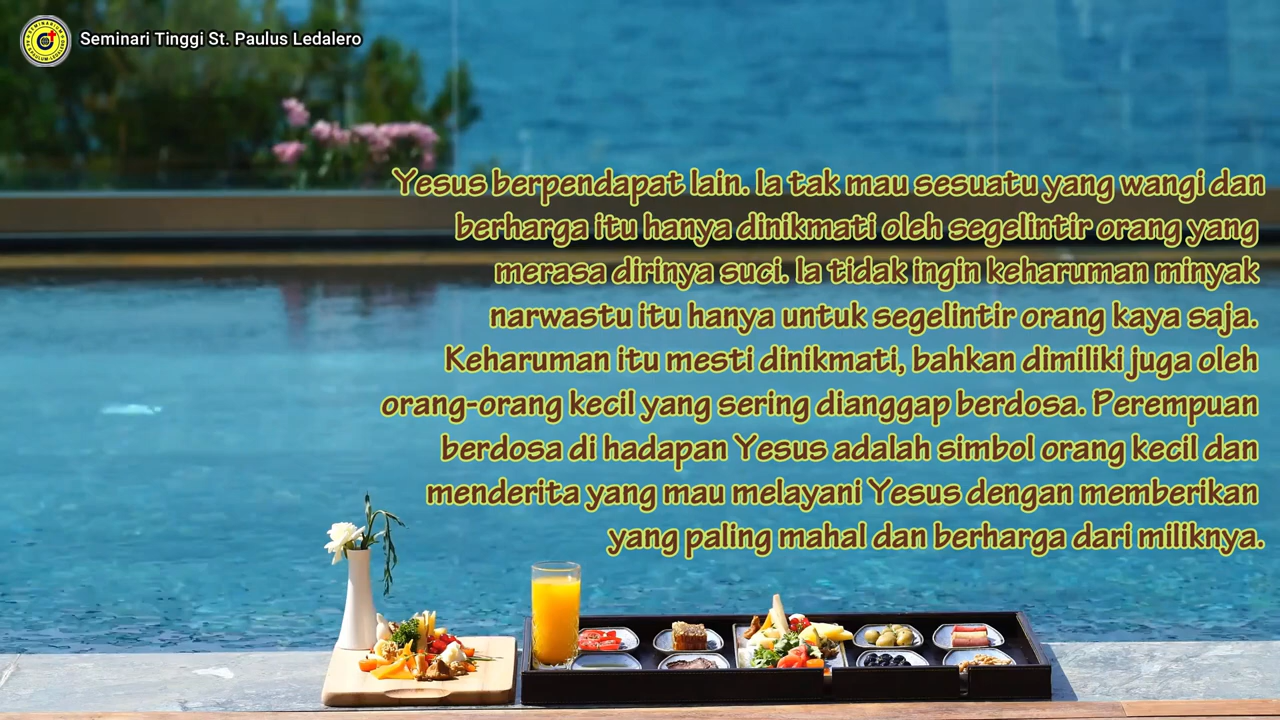 Seminari Tinggi St. Paulus Ledalero
Yesus berpendapat lain. Ia tak mau sesuatu yang wangi dan
berharga itu hanya dinikmati oleh segelintir orang yang
merasa dirinya suci. Ia tidak ingin keharuman minyak
narwastu itu hanya untuk segelintir orang kaya saja.
Keharuman itu mesti dinikmati, bahkan dimiliki juga oleh
orang-orang kecil yang sering dianggap berdosa. Perempuan
berdosa di hadapan Yesus adalah simbol orang kecil dan
menderita yang mau melayani Yesus dengan memberikan
yang paling mahal dan berharga dari miliknya.